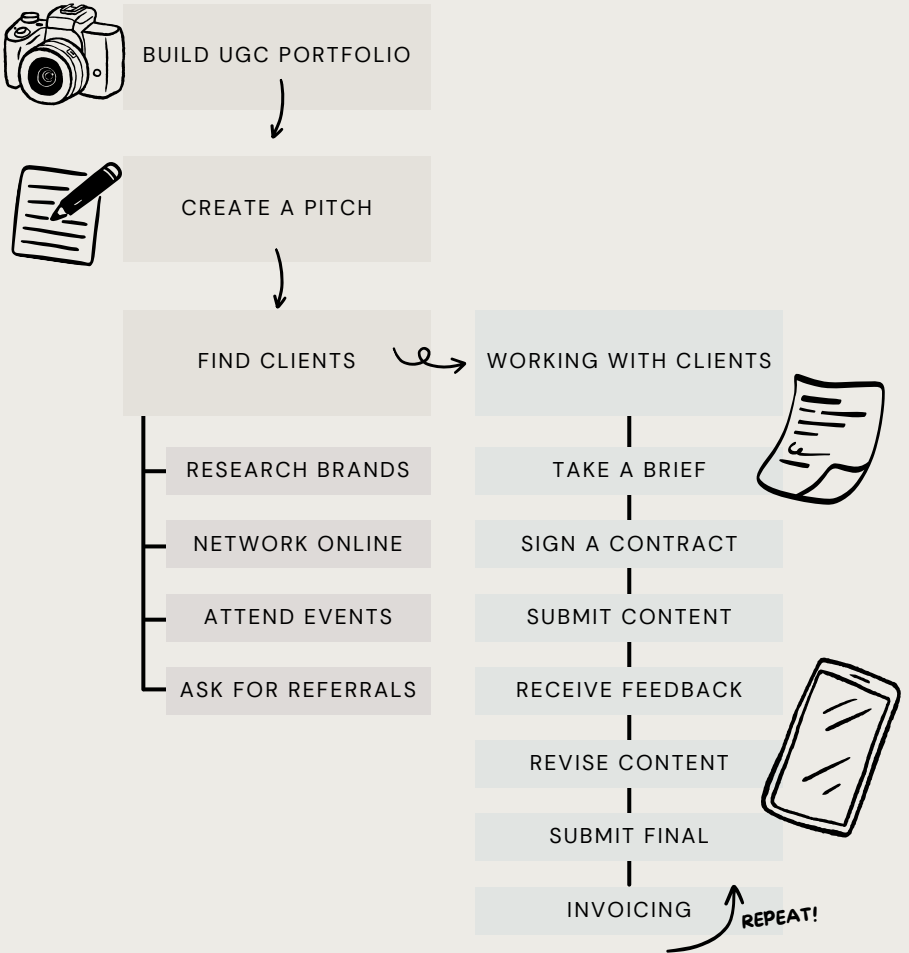 BUILD UGC PORTFOLIO
CREATE A PITCH
FIND CLIENTS
RESEARCH BRANDS
NETWORK ONLINE
ATTEND EVENTS
ASK FOR REFERRALS
WORKING WITH CLIENTS
TAKE A BRIEF
SIGN A CONTRACT
SUBMIT CONTENT
RECEIVE FEEDBACK
REVISE CONTENT
SUBMIT FINAL
INVOICING
REPEAT!